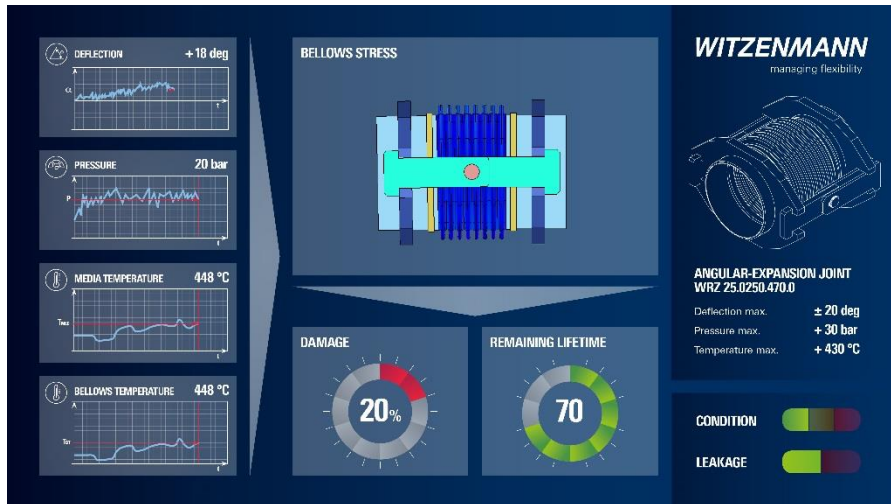 DEFLECTION +18 deg
α
t
PRESSURE 20 bar
P
t
MEDIA TEMPERATURE 448 °C
t
BELLOWS TEMPERATURE 448 °C
t
BELLOWS STRESS
DAMAGE
20%
REMAINING LIFETIME
70
WITZENMANN
managing flexibility
ANGULAR-EXPANSION JOINT
WRZ 25.0250.470.0
Deflection max. ± 20 deg
Pressure max. + 30 bar
Temperature max. + 430 °C
CONDITION
LEAKAGE